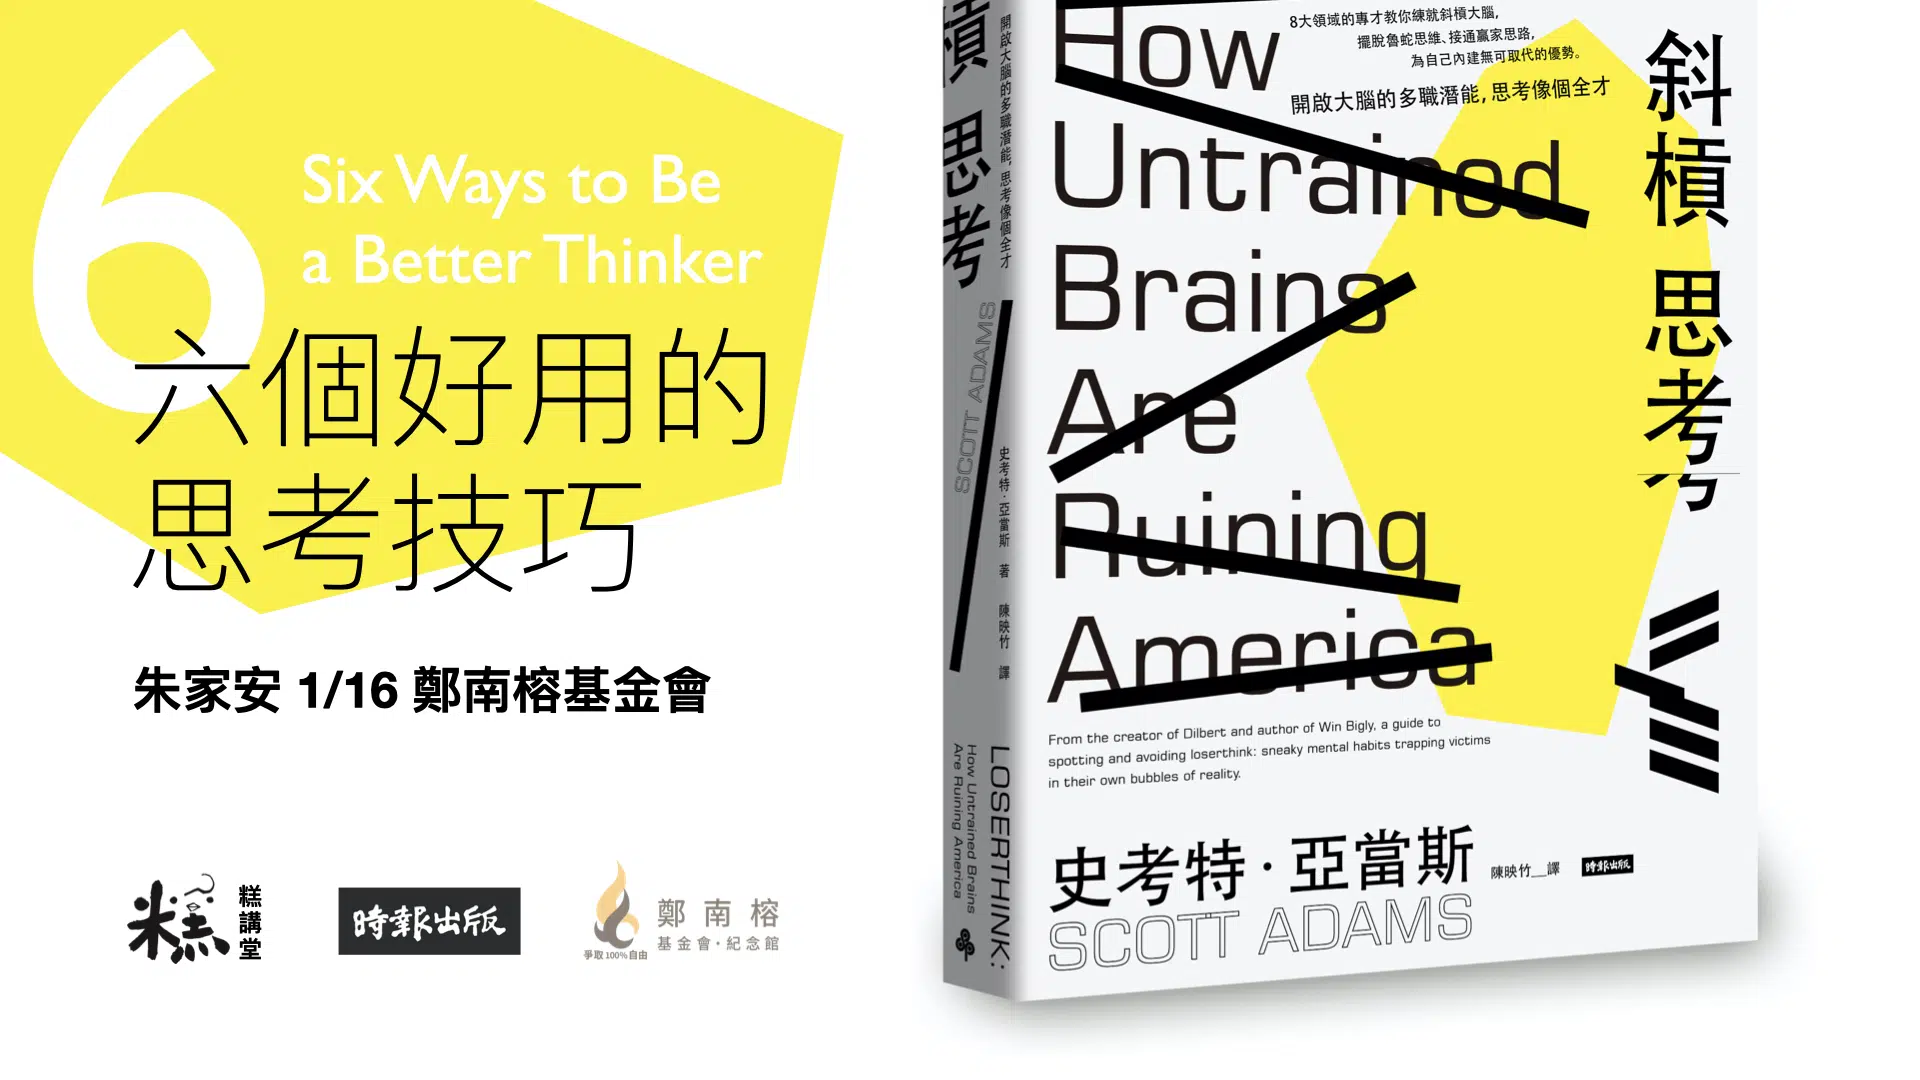 6
Six Ways to Be
a Better Thinker
六個好用的
思考技巧
朱家安 1/16 鄭南榕基金會
糕
糕講堂
時報出版
爭取100%自由
鄭南榕
基金會・紀念館
槓 思考
開啟大腦的多職潛能,思考像個全才
SCOTT ADAMS
史考特・亞當斯 著 陳映竹 譯
LOSERTHINK:
How Untrained Brains
Are Ruining America
How
Untrained
Brains
Are
Ruining
America
8大領域的專才教你練就斜槓大腦,
擺脫魯蛇思維、接通贏家思路,
為自己內建無可取代的優勢。
開啟大腦的多職潛能,思考像個全才
斜槓 思考
From the creator of Dilbert and author of Win Bigly, a guide to
spotting and avoiding loserthink: sneaky mental habits trapping victims
in their own bubbles of reality.
史考特・亞當斯
SCOTT ADAMS
陳映竹__譯
時報出版